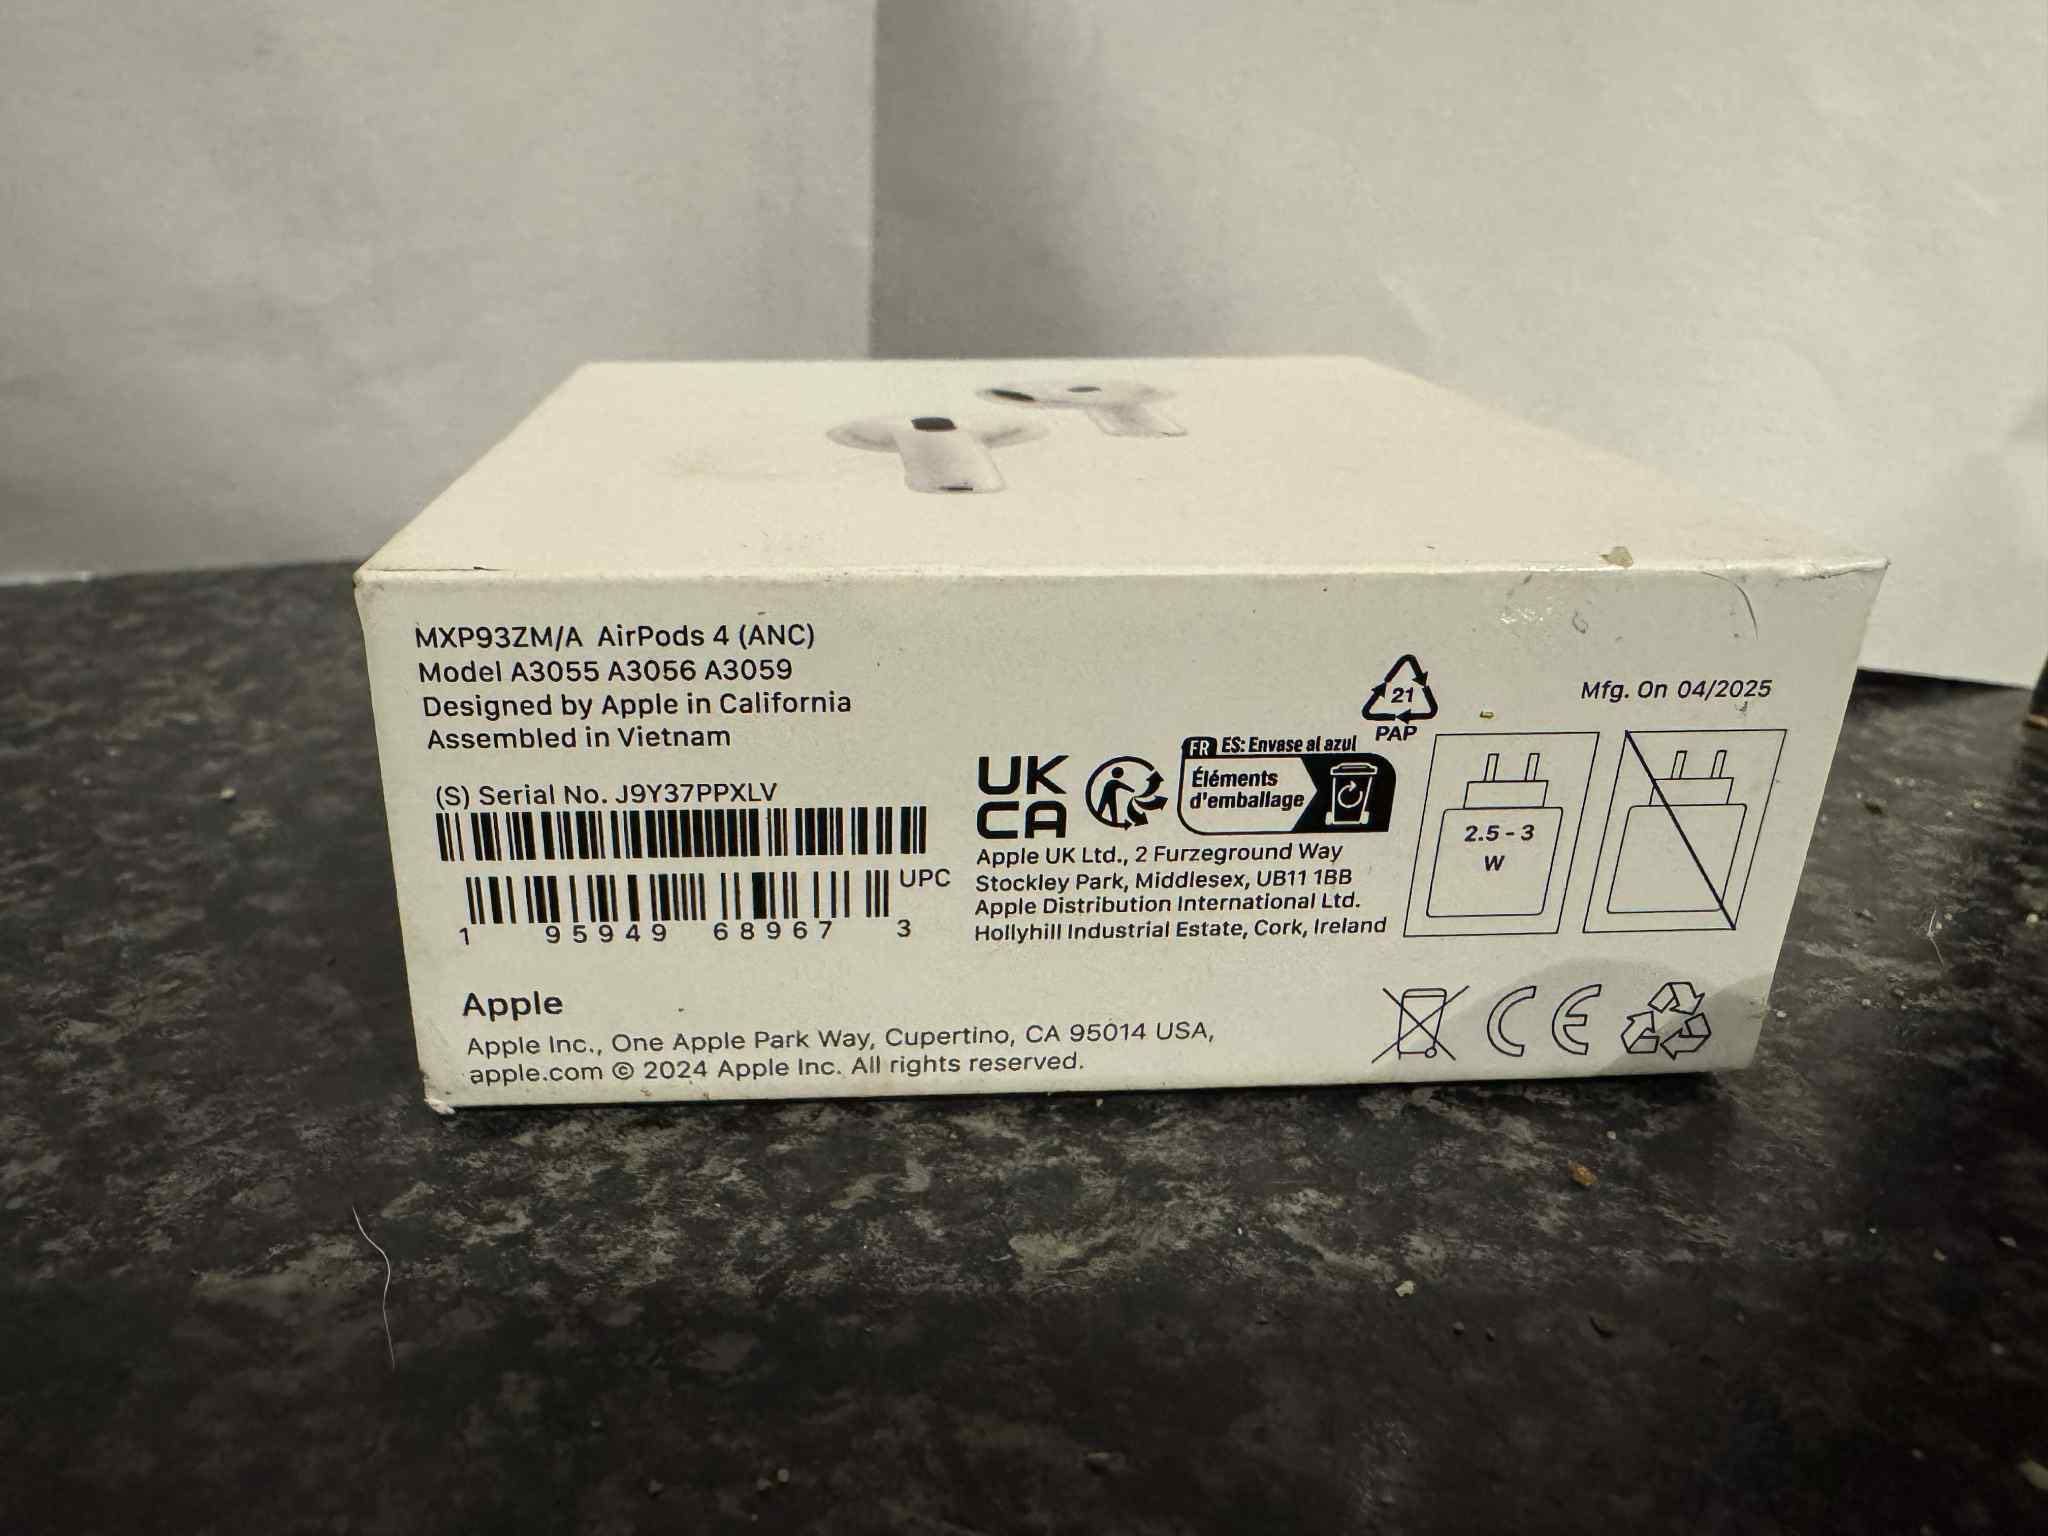 MXP93ZM/A AirPods 4 (ANC)
Model A3055 A3056 A3059
Designed by Apple in California
Assembled in Vietnam
(S) Serial No. J9Y37PPXLV
UPC
1 95949 68967 3
Apple
Apple Inc., One Apple Park Way, Cupertino, CA 95014 USA,
apple.com © 2024 Apple Inc. All rights reserved.
UK
CA
FR ES: Envase al azul
Éléments
d'emballage
Apple UK Ltd., 2 Furzeground Way
Stockley Park, Middlesex, UB11 1BB
Apple Distribution International Ltd.
Hollyhill Industrial Estate, Cork, Ireland
21
PAP
Mfg. On 04/2025
2.5 - 3
W
CE